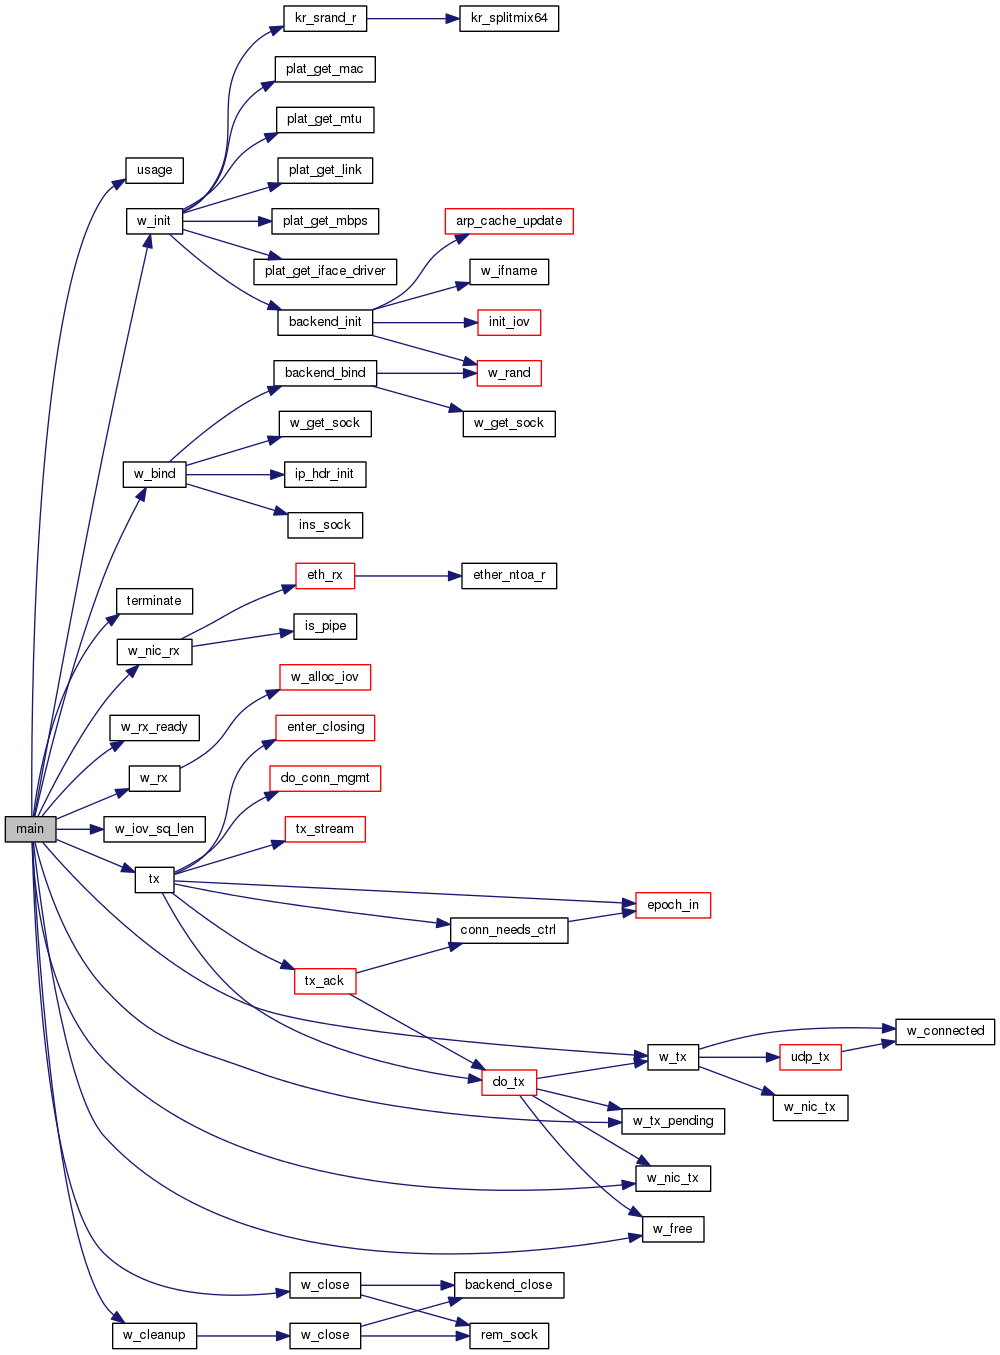 kr_srand_r
kr_splitmix64
plat_get_mac
plat_get_mtu
usage
plat_get_link
w_init
plat_get_mbps
arp_cache_update
plat_get_iface_driver
w_ifname
backend_init
init_iov
backend_bind
w_rand
w_get_sock
w_get_sock
w_bind
ip_hdr_init
ins_sock
eth_rx
ether_ntoa_r
terminate
is_pipe
w_nic_rx
w_alloc_iov
w_rx_ready
enter_closing
w_rx
do_conn_mgmt
main
w_iov_sq_len
tx_stream
tx
epoch_in
conn_needs_ctrl
tx_ack
w_connected
w_tx
udp_tx
do_tx
w_nic_tx
w_tx_pending
w_nic_tx
w_free
w_close
backend_close
w_cleanup
w_close
rem_sock